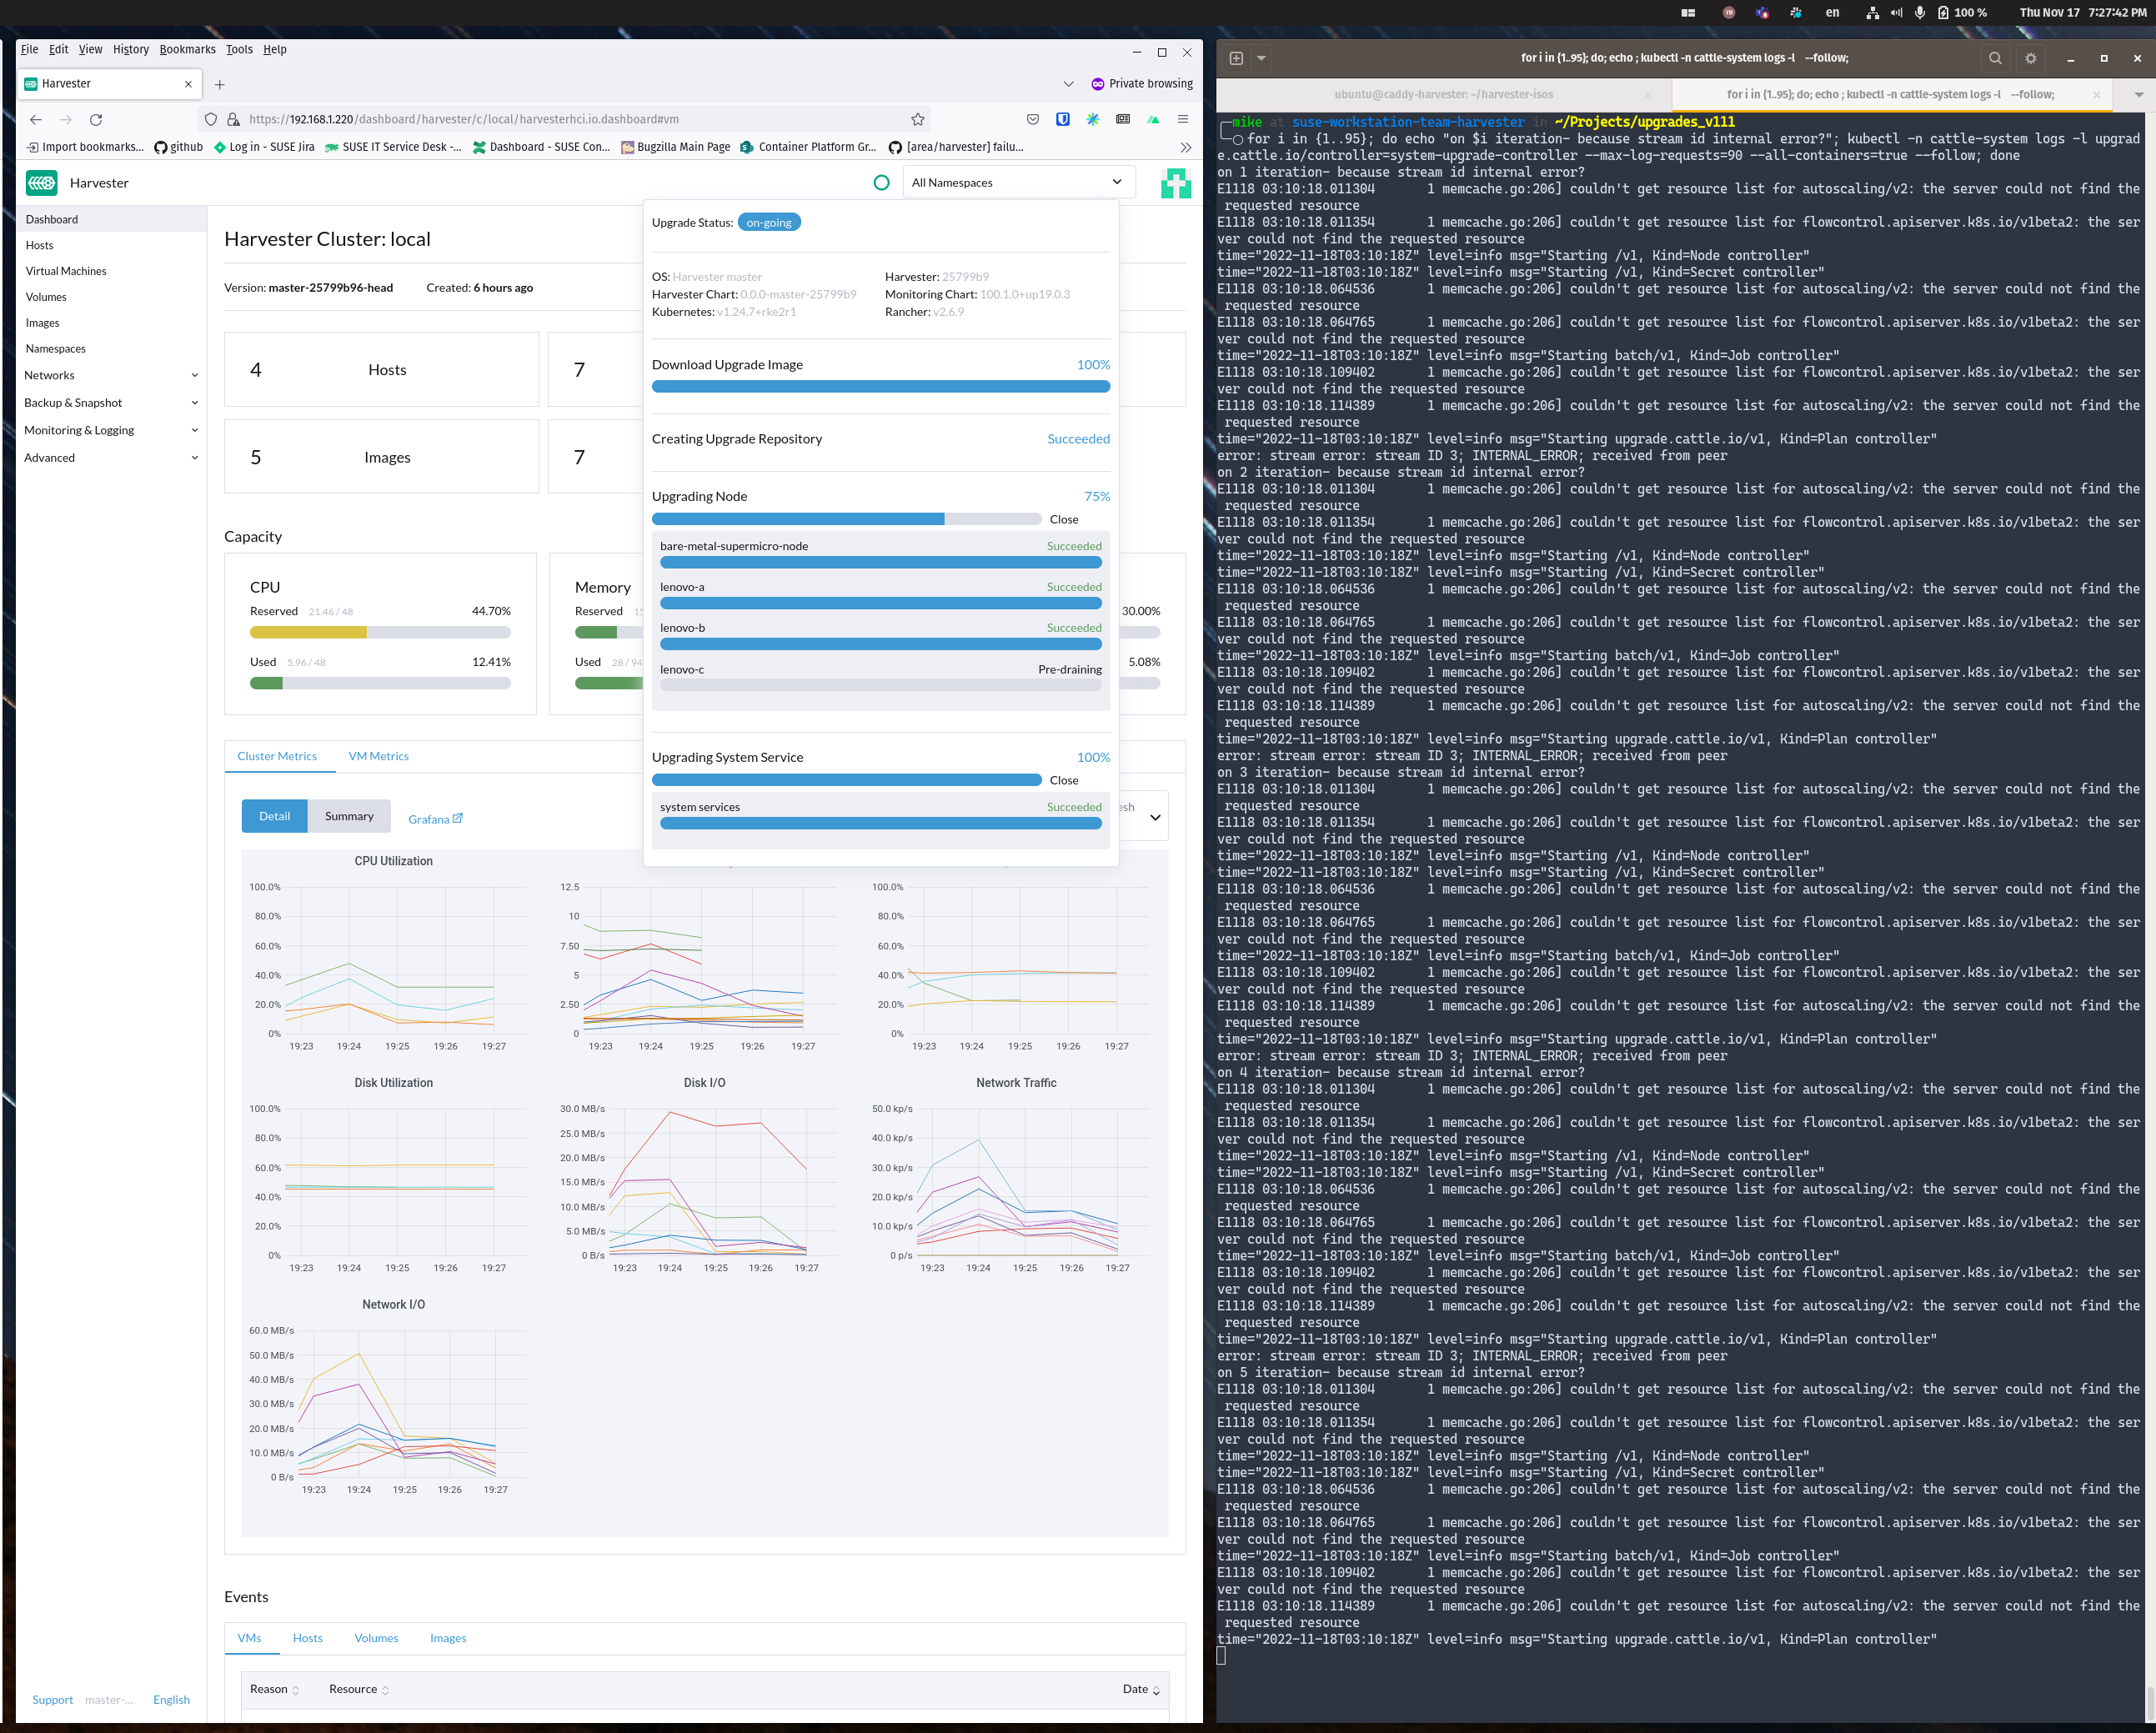 en
100 %
Thu Nov 17 7:27:42 PM
File Edit View History Bookmarks Tools Help
Harvester
Private browsing
https://192.168.1.220/dashboard/harvester/c/local/harvesterhci.io.dashboard#vm
Import bookmarks... github Log in - SUSE Jira SUSE IT Service Desk -... Dashboard - SUSE Con... Bugzilla Main Page Container Platform Gr... [area/harvester] failu...
Harvester
All Namespaces
Dashboard
Hosts
Virtual Machines
Volumes
Images
Namespaces
Networks
Backup & Snapshot
Monitoring & Logging
Advanced
Support master-... English
Harvester Cluster: local
Version: master-25799b96-head Created: 6 hours ago
4 Hosts
7
5 Images
7
Capacity
CPU
Reserved 21.46 / 48 44.70%
Used 5.96 / 48 12.41%
Memory
Reserved 15
Used 28 / 94
30.00%
5.08%
Upgrade Status: on-going
OS: Harvester master Harvester: 25799b9
Harvester Chart: 0.0.0-master-25799b9 Monitoring Chart: 100.1.0+up19.0.3
Kubernetes: v1.24.7+rke2r1 Rancher: v2.6.9
Download Upgrade Image 100%
Creating Upgrade Repository Succeeded
Upgrading Node 75%
Close
bare-metal-supermicro-node Succeeded
lenovo-a Succeeded
lenovo-b Succeeded
lenovo-c Pre-draining
Upgrading System Service 100%
Close
system services Succeeded
Cluster Metrics VM Metrics
Detail Summary Grafana
esh
CPU Utilization
100.0%
80.0%
60.0%
40.0%
20.0%
0%
19:23 19:24 19:25 19:26 19:27
12.5
10
7.50
5
2.50
0
19:23 19:24 19:25 19:26 19:27
100.0%
80.0%
60.0%
40.0%
20.0%
0%
19:23 19:24 19:25 19:26 19:27
Disk Utilization
100.0%
80.0%
60.0%
40.0%
20.0%
0%
19:23 19:24 19:25 19:26 19:27
Disk I/O
30.0 MB/s
25.0 MB/s
20.0 MB/s
15.0 MB/s
10.0 MB/s
5.0 MB/s
0 B/s
19:23 19:24 19:25 19:26 19:27
Network Traffic
50.0 kp/s
40.0 kp/s
30.0 kp/s
20.0 kp/s
10.0 kp/s
0 p/s
19:23 19:24 19:25 19:26 19:27
Network I/O
60.0 MB/s
50.0 MB/s
40.0 MB/s
30.0 MB/s
20.0 MB/s
10.0 MB/s
0 B/s
19:23 19:24 19:25 19:26 19:27
Events
VMs Hosts Volumes Images
Reason Resource Date
for i in {1..95}; do; echo ; kubectl -n cattle-system logs -l --follow;
ubuntu@caddy-harvester: ~/harvester-isos
for i in {1..95}; do; echo ; kubectl -n cattle-system logs -l --follow;
mike at suse-workstation-team-harvester in ~/Projects/upgrades_v111
for i in {1..95}; do echo "on $i iteration- because stream id internal error?"; kubectl -n cattle-system logs -l upgrad
e.cattle.io/controller=system-upgrade-controller --max-log-requests=90 --all-containers=true --follow; done
on 1 iteration- because stream id internal error?
E1118 03:10:18.011304 1 memcache.go:206] couldn't get resource list for autoscaling/v2: the server could not find the
requested resource
E1118 03:10:18.011354 1 memcache.go:206] couldn't get resource list for flowcontrol.apiserver.k8s.io/v1beta2: the ser
ver could not find the requested resource
time="2022-11-18T03:10:18Z" level=info msg="Starting /v1, Kind=Node controller"
time="2022-11-18T03:10:18Z" level=info msg="Starting /v1, Kind=Secret controller"
E1118 03:10:18.064536 1 memcache.go:206] couldn't get resource list for autoscaling/v2: the server could not find the
requested resource
E1118 03:10:18.064765 1 memcache.go:206] couldn't get resource list for flowcontrol.apiserver.k8s.io/v1beta2: the ser
ver could not find the requested resource
time="2022-11-18T03:10:18Z" level=info msg="Starting batch/v1, Kind=Job controller"
E1118 03:10:18.109402 1 memcache.go:206] couldn't get resource list for flowcontrol.apiserver.k8s.io/v1beta2: the ser
ver could not find the requested resource
E1118 03:10:18.114389 1 memcache.go:206] couldn't get resource list for autoscaling/v2: the server could not find the
requested resource
time="2022-11-18T03:10:18Z" level=info msg="Starting upgrade.cattle.io/v1, Kind=Plan controller"
error: stream error: stream ID 3; INTERNAL_ERROR; received from peer
on 2 iteration- because stream id internal error?
E1118 03:10:18.011304 1 memcache.go:206] couldn't get resource list for autoscaling/v2: the server could not find the
requested resource
E1118 03:10:18.011354 1 memcache.go:206] couldn't get resource list for flowcontrol.apiserver.k8s.io/v1beta2: the ser
ver could not find the requested resource
time="2022-11-18T03:10:18Z" level=info msg="Starting /v1, Kind=Node controller"
time="2022-11-18T03:10:18Z" level=info msg="Starting /v1, Kind=Secret controller"
E1118 03:10:18.064536 1 memcache.go:206] couldn't get resource list for autoscaling/v2: the server could not find the
requested resource
E1118 03:10:18.064765 1 memcache.go:206] couldn't get resource list for flowcontrol.apiserver.k8s.io/v1beta2: the ser
ver could not find the requested resource
time="2022-11-18T03:10:18Z" level=info msg="Starting batch/v1, Kind=Job controller"
E1118 03:10:18.109402 1 memcache.go:206] couldn't get resource list for flowcontrol.apiserver.k8s.io/v1beta2: the ser
ver could not find the requested resource
E1118 03:10:18.114389 1 memcache.go:206] couldn't get resource list for autoscaling/v2: the server could not find the
requested resource
time="2022-11-18T03:10:18Z" level=info msg="Starting upgrade.cattle.io/v1, Kind=Plan controller"
error: stream error: stream ID 3; INTERNAL_ERROR; received from peer
on 3 iteration- because stream id internal error?
E1118 03:10:18.011304 1 memcache.go:206] couldn't get resource list for autoscaling/v2: the server could not find the
requested resource
E1118 03:10:18.011354 1 memcache.go:206] couldn't get resource list for flowcontrol.apiserver.k8s.io/v1beta2: the ser
ver could not find the requested resource
time="2022-11-18T03:10:18Z" level=info msg="Starting /v1, Kind=Node controller"
time="2022-11-18T03:10:18Z" level=info msg="Starting /v1, Kind=Secret controller"
E1118 03:10:18.064536 1 memcache.go:206] couldn't get resource list for autoscaling/v2: the server could not find the
requested resource
E1118 03:10:18.064765 1 memcache.go:206] couldn't get resource list for flowcontrol.apiserver.k8s.io/v1beta2: the ser
ver could not find the requested resource
time="2022-11-18T03:10:18Z" level=info msg="Starting batch/v1, Kind=Job controller"
E1118 03:10:18.109402 1 memcache.go:206] couldn't get resource list for flowcontrol.apiserver.k8s.io/v1beta2: the ser
ver could not find the requested resource
E1118 03:10:18.114389 1 memcache.go:206] couldn't get resource list for autoscaling/v2: the server could not find the
requested resource
time="2022-11-18T03:10:18Z" level=info msg="Starting upgrade.cattle.io/v1, Kind=Plan controller"
error: stream error: stream ID 3; INTERNAL_ERROR; received from peer
on 4 iteration- because stream id internal error?
E1118 03:10:18.011304 1 memcache.go:206] couldn't get resource list for autoscaling/v2: the server could not find the
requested resource
E1118 03:10:18.011354 1 memcache.go:206] couldn't get resource list for flowcontrol.apiserver.k8s.io/v1beta2: the ser
ver could not find the requested resource
time="2022-11-18T03:10:18Z" level=info msg="Starting /v1, Kind=Node controller"
time="2022-11-18T03:10:18Z" level=info msg="Starting /v1, Kind=Secret controller"
E1118 03:10:18.064536 1 memcache.go:206] couldn't get resource list for autoscaling/v2: the server could not find the
requested resource
E1118 03:10:18.064765 1 memcache.go:206] couldn't get resource list for flowcontrol.apiserver.k8s.io/v1beta2: the ser
ver could not find the requested resource
time="2022-11-18T03:10:18Z" level=info msg="Starting batch/v1, Kind=Job controller"
E1118 03:10:18.109402 1 memcache.go:206] couldn't get resource list for flowcontrol.apiserver.k8s.io/v1beta2: the ser
ver could not find the requested resource
E1118 03:10:18.114389 1 memcache.go:206] couldn't get resource list for autoscaling/v2: the server could not find the
requested resource
time="2022-11-18T03:10:18Z" level=info msg="Starting upgrade.cattle.io/v1, Kind=Plan controller"
error: stream error: stream ID 3; INTERNAL_ERROR; received from peer
on 5 iteration- because stream id internal error?
E1118 03:10:18.011304 1 memcache.go:206] couldn't get resource list for autoscaling/v2: the server could not find the
requested resource
E1118 03:10:18.011354 1 memcache.go:206] couldn't get resource list for flowcontrol.apiserver.k8s.io/v1beta2: the ser
ver could not find the requested resource
time="2022-11-18T03:10:18Z" level=info msg="Starting /v1, Kind=Node controller"
time="2022-11-18T03:10:18Z" level=info msg="Starting /v1, Kind=Secret controller"
E1118 03:10:18.064536 1 memcache.go:206] couldn't get resource list for autoscaling/v2: the server could not find the
requested resource
E1118 03:10:18.064765 1 memcache.go:206] couldn't get resource list for flowcontrol.apiserver.k8s.io/v1beta2: the ser
ver could not find the requested resource
time="2022-11-18T03:10:18Z" level=info msg="Starting batch/v1, Kind=Job controller"
E1118 03:10:18.109402 1 memcache.go:206] couldn't get resource list for flowcontrol.apiserver.k8s.io/v1beta2: the ser
ver could not find the requested resource
E1118 03:10:18.114389 1 memcache.go:206] couldn't get resource list for autoscaling/v2: the server could not find the
requested resource
time="2022-11-18T03:10:18Z" level=info msg="Starting upgrade.cattle.io/v1, Kind=Plan controller"